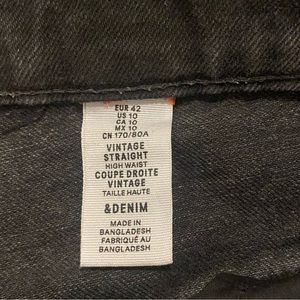 EUR 42
US 10
CA 10
MX 10
CN 170/80A
VINTAGE
STRAIGHT
HIGH WAIST
COUPE DROITE
VINTAGE
TAILLE HAUTE
&DENIM
MADE IN
BANGLADESH
FABRIQUÉ AU
BANGLADESH